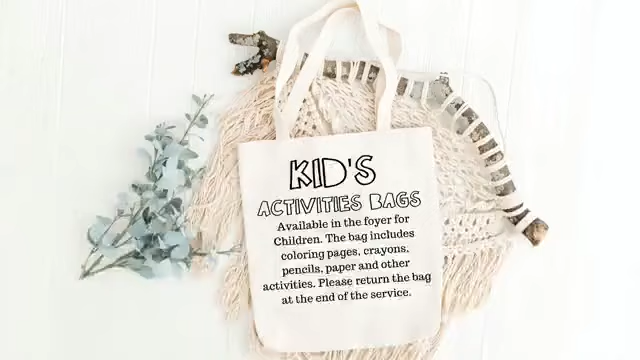 KID'S
ACTIVITIES BAGS
Available in the foyer for
Children. The bag includes
coloring pages, crayons,
pencils, paper and other
activities. Please return the bag
at the end of the service.